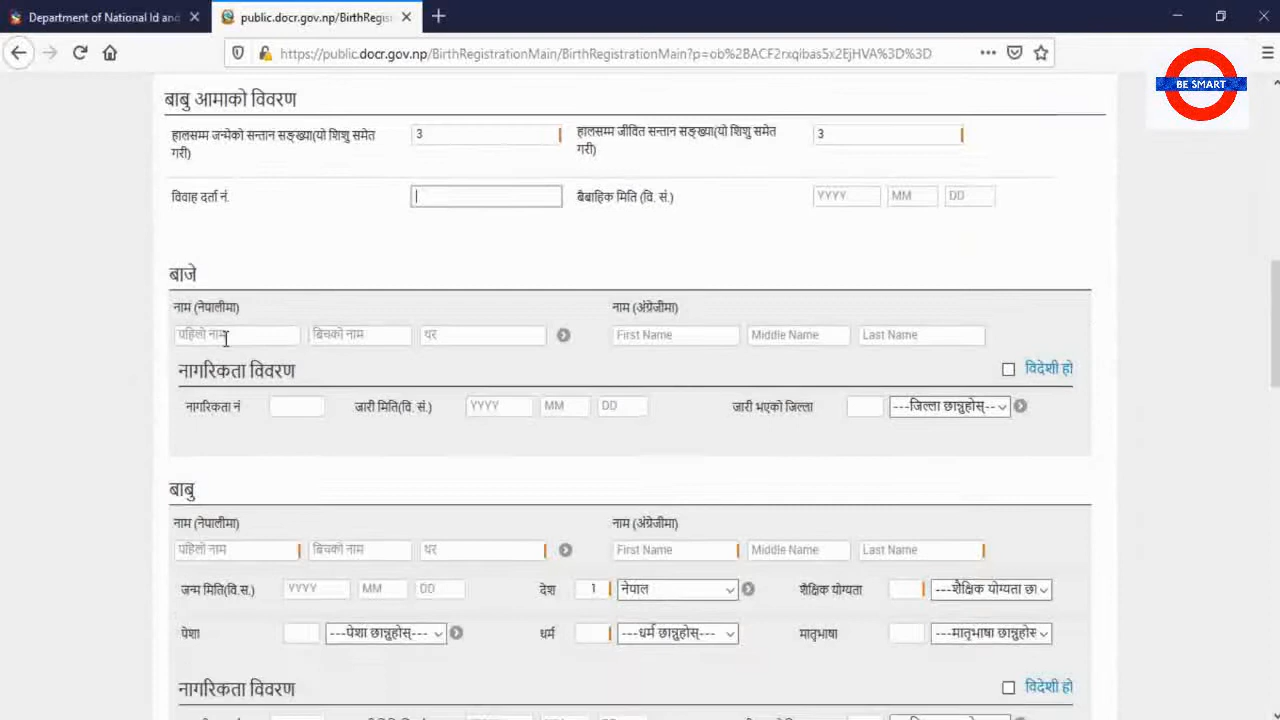 Department of National Id and
public.docr.gov.np/BirthRegis
https://public.docr.gov.np/BirthRegistrationMain/BirthRegistrationMain?p=ob%2BACF2rxqibas5x2EjHVA%3D%3D
BE SMART
बाबु आमाको विवरण
हालसम्म जन्मेको सन्तान सङ्ख्या(यो शिशु समेत गरी) 3 हालसम्म जीवित सन्तान सङ्ख्या(यो शिशु समेत गरी) 3
विवाह दर्ता नं. बैबाहिक मिति (वि. सं.) YYYY MM DD
बाजे
नाम (नेपालीमा) नाम (अंग्रेजीमा)
पहिलो नाम बिचको नाम थर First Name Middle Name Last Name
नागरिकता विवरण विदेशी हो
नागरिकता नं जारी मिति(वि. सं.) YYYY MM DD जारी भएको जिल्ला ---जिल्ला छान्नुहोस्--
बाबु
नाम (नेपालीमा) नाम (अंग्रेजीमा)
पहिलो नाम बिचको नाम थर First Name Middle Name Last Name
जन्म मिति(वि.स.) YYYY MM DD देश 1 नेपाल शैक्षिक योग्यता ---शैक्षिक योग्यता छा
पेशा ---पेशा छान्नुहोस्--- धर्म ---धर्म छान्नुहोस्--- मातृभाषा ---मातृभाषा छान्नुहोस
नागरिकता विवरण विदेशी हो